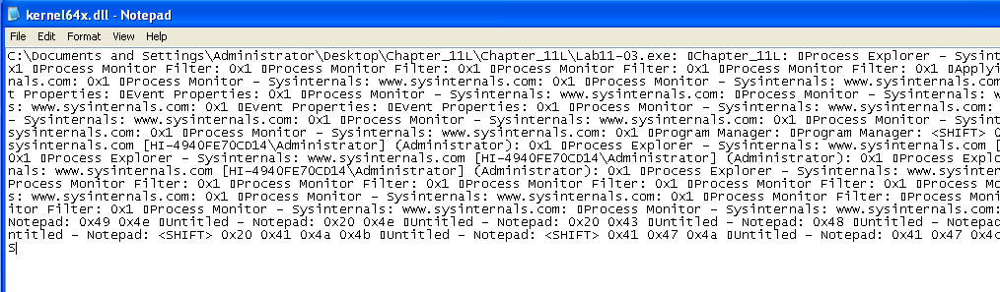 kernel64x.dll - Notepad
File Edit Format View Help
C:\Documents and Settings\Administrator\Desktop\Chapter_11L\Chapter_11L\Lab11-03.exe: ▯Chapter_11L: ▯Process Explorer - Sysint
x1 ▯Process Monitor Filter: 0x1 ▯Process Monitor Filter: 0x1 ▯Process Monitor Filter: 0x1 ▯Process Monitor Filter: 0x1 ▯Applyi
nals.com: 0x1 ▯Process Monitor - Sysinternals: www.sysinternals.com: 0x1 ▯Process Monitor - Sysinternals: www.sysinternals.com
t Properties: ▯Event Properties: 0x1 ▯Process Monitor - Sysinternals: www.sysinternals.com: ▯Process Monitor - Sysinternals: w
s: www.sysinternals.com: 0x1 ▯Event Properties: ▯Event Properties: 0x1 ▯Process Monitor - Sysinternals: www.sysinternals.com:
- Sysinternals: www.sysinternals.com: 0x1 ▯Process Monitor - Sysinternals: www.sysinternals.com: 0x1 ▯Process Monitor - Sysint
sysinternals.com: 0x1 ▯Process Monitor - Sysinternals: www.sysinternals.com: 0x1 ▯Program Manager: ▯Program Manager: <SHIFT> 0
sysinternals.com [HI-4940FE70CD14\Administrator] (Administrator): 0x1 ▯Process Explorer - Sysinternals: www.sysinternals.com [
0x1 ▯Process Explorer - Sysinternals: www.sysinternals.com [HI-4940FE70CD14\Administrator] (Administrator): 0x1 ▯Process Explo
nals: www.sysinternals.com [HI-4940FE70CD14\Administrator] (Administrator): 0x1 ▯Process Explorer - Sysinternals: www.sysinter
Process Monitor Filter: 0x1 ▯Process Monitor Filter: 0x1 ▯Process Monitor Filter: 0x1 ▯Process Monitor Filter: 0x1 ▯Process Mo
s: www.sysinternals.com: 0x1 ▯Process Monitor - Sysinternals: www.sysinternals.com: 0x1 ▯Process Monitor - Sysinternals: www.s
itor Filter: 0x1 ▯Process Monitor - Sysinternals: www.sysinternals.com: ▯Process Monitor - Sysinternals: www.sysinternals.com:
Notepad: 0x49 0x4e ▯Untitled - Notepad: 0x20 0x4e ▯Untitled - Notepad: 0x20 0x43 ▯Untitled - Notepad: 0x48 ▯Untitled - Notepad
ntitled - Notepad: <SHIFT> 0x20 0x41 0x4a 0x4b ▯Untitled - Notepad: <SHIFT> 0x41 0x47 0x4a ▯Untitled - Notepad: 0x41 0x47 0x4c
S